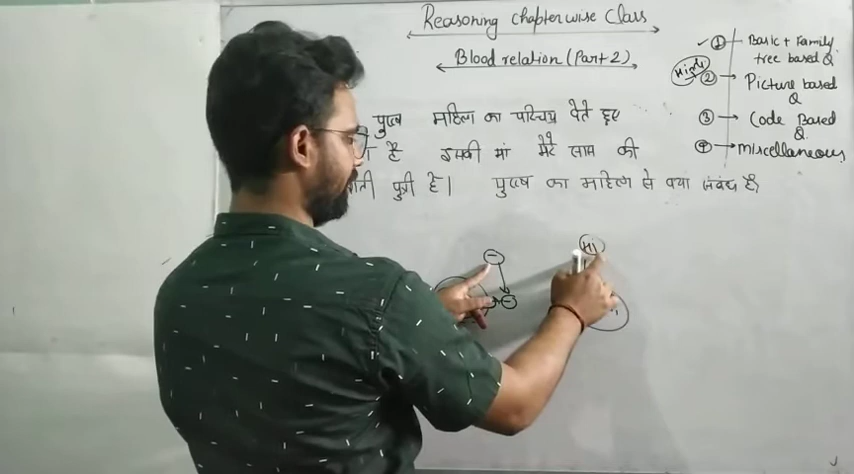 Reasoning Chapterwise Class
Blood relation (Part 2)
① Basic + Family
tree based Q
Hindi
② → Picture based
Q
③ → Code Based
Q
④ → miscellaneous
पुरुष महिला का परिचय देते हुए
है इसकी मां मेरे सास की
पुत्री है। पुरुष का महिला से क्या संबंध है?